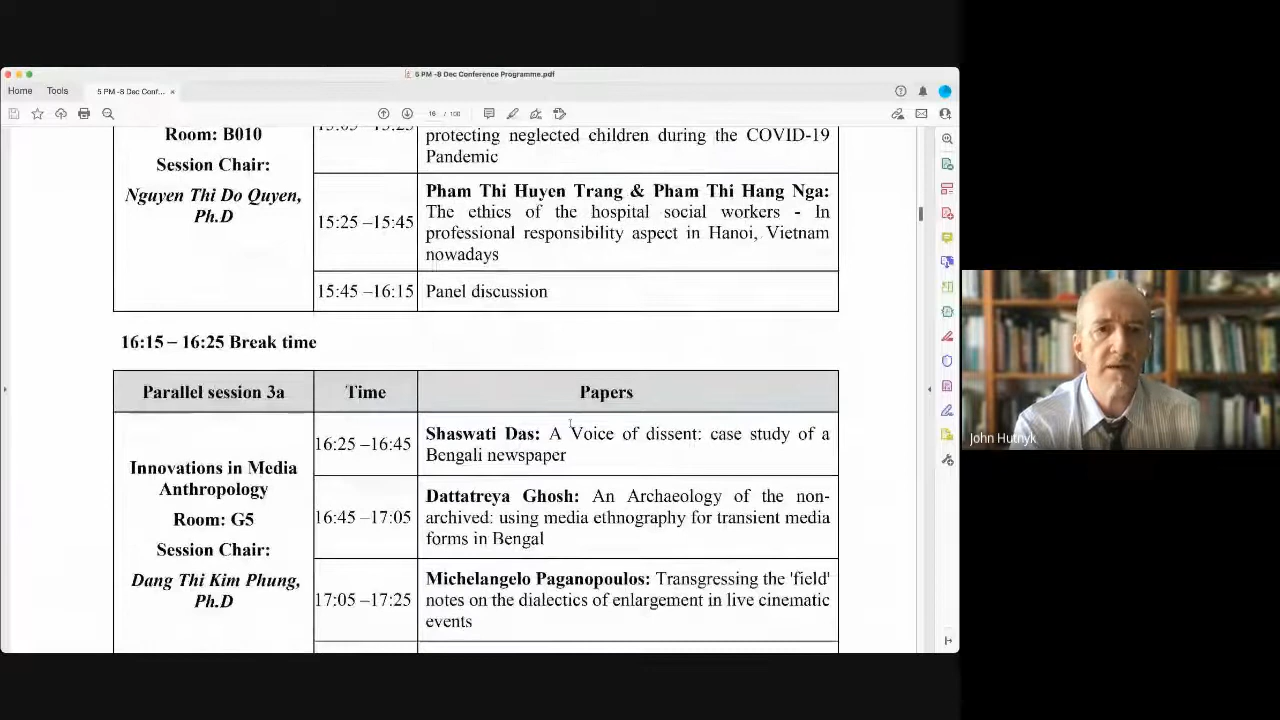 5 PM -8 Dec Conference Programme.pdf
Home Tools 5 PM -8 Dec Conf... ×
16 / 100
Room: B010
Session Chair:
Nguyen Thi Do Quyen,
Ph.D
protecting neglected children during the COVID-19
Pandemic
15:25 –15:45
Pham Thi Huyen Trang & Pham Thi Hang Nga:
The ethics of the hospital social workers - In
professional responsibility aspect in Hanoi, Vietnam
nowadays
15:45 –16:15
Panel discussion
16:15 – 16:25 Break time
Parallel session 3a
Time
Papers
Innovations in Media
Anthropology
Room: G5
Session Chair:
Dang Thi Kim Phung,
Ph.D
16:25 –16:45
Shaswati Das: A Voice of dissent: case study of a
Bengali newspaper
16:45 –17:05
Dattatreya Ghosh: An Archaeology of the non-
archived: using media ethnography for transient media
forms in Bengal
17:05 –17:25
Michelangelo Paganopoulos: Transgressing the 'field'
notes on the dialectics of enlargement in live cinematic
events
John Hutnyk